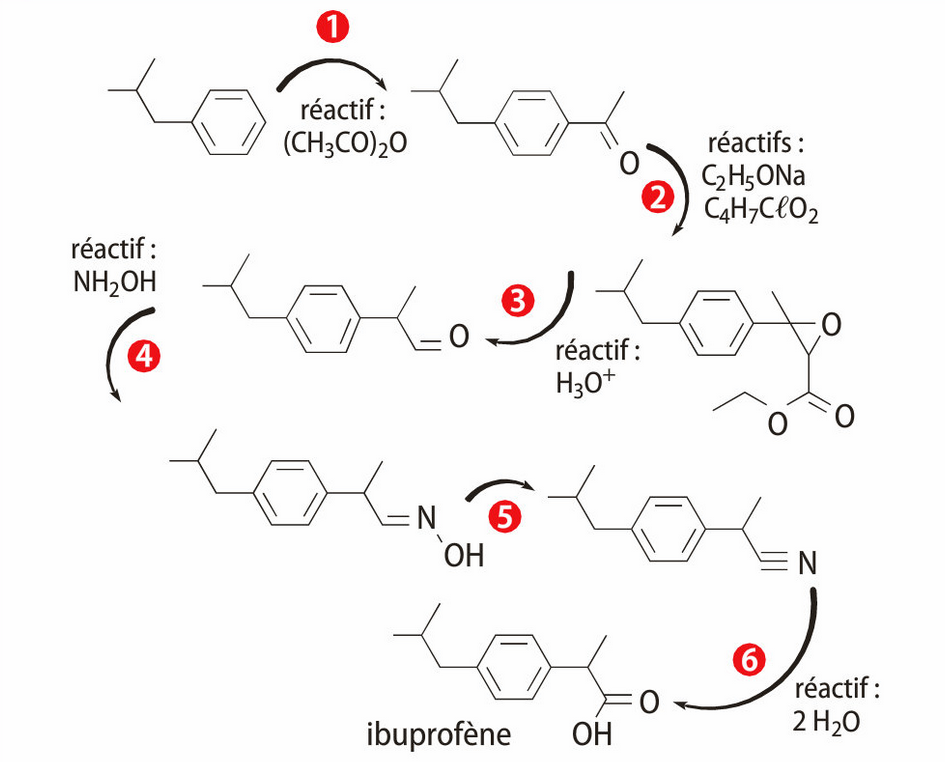 1
réactif :
(CH₃CO)₂O
O
réactifs :
C₂H₅ONa
C₄H₇CℓO₂
2
réactif :
NH₂OH
3
O
réactif :
H₃O⁺
O
O
O
4
N
OH
5
N
6
réactif :
2 H₂O
O
OH
ibuprofène